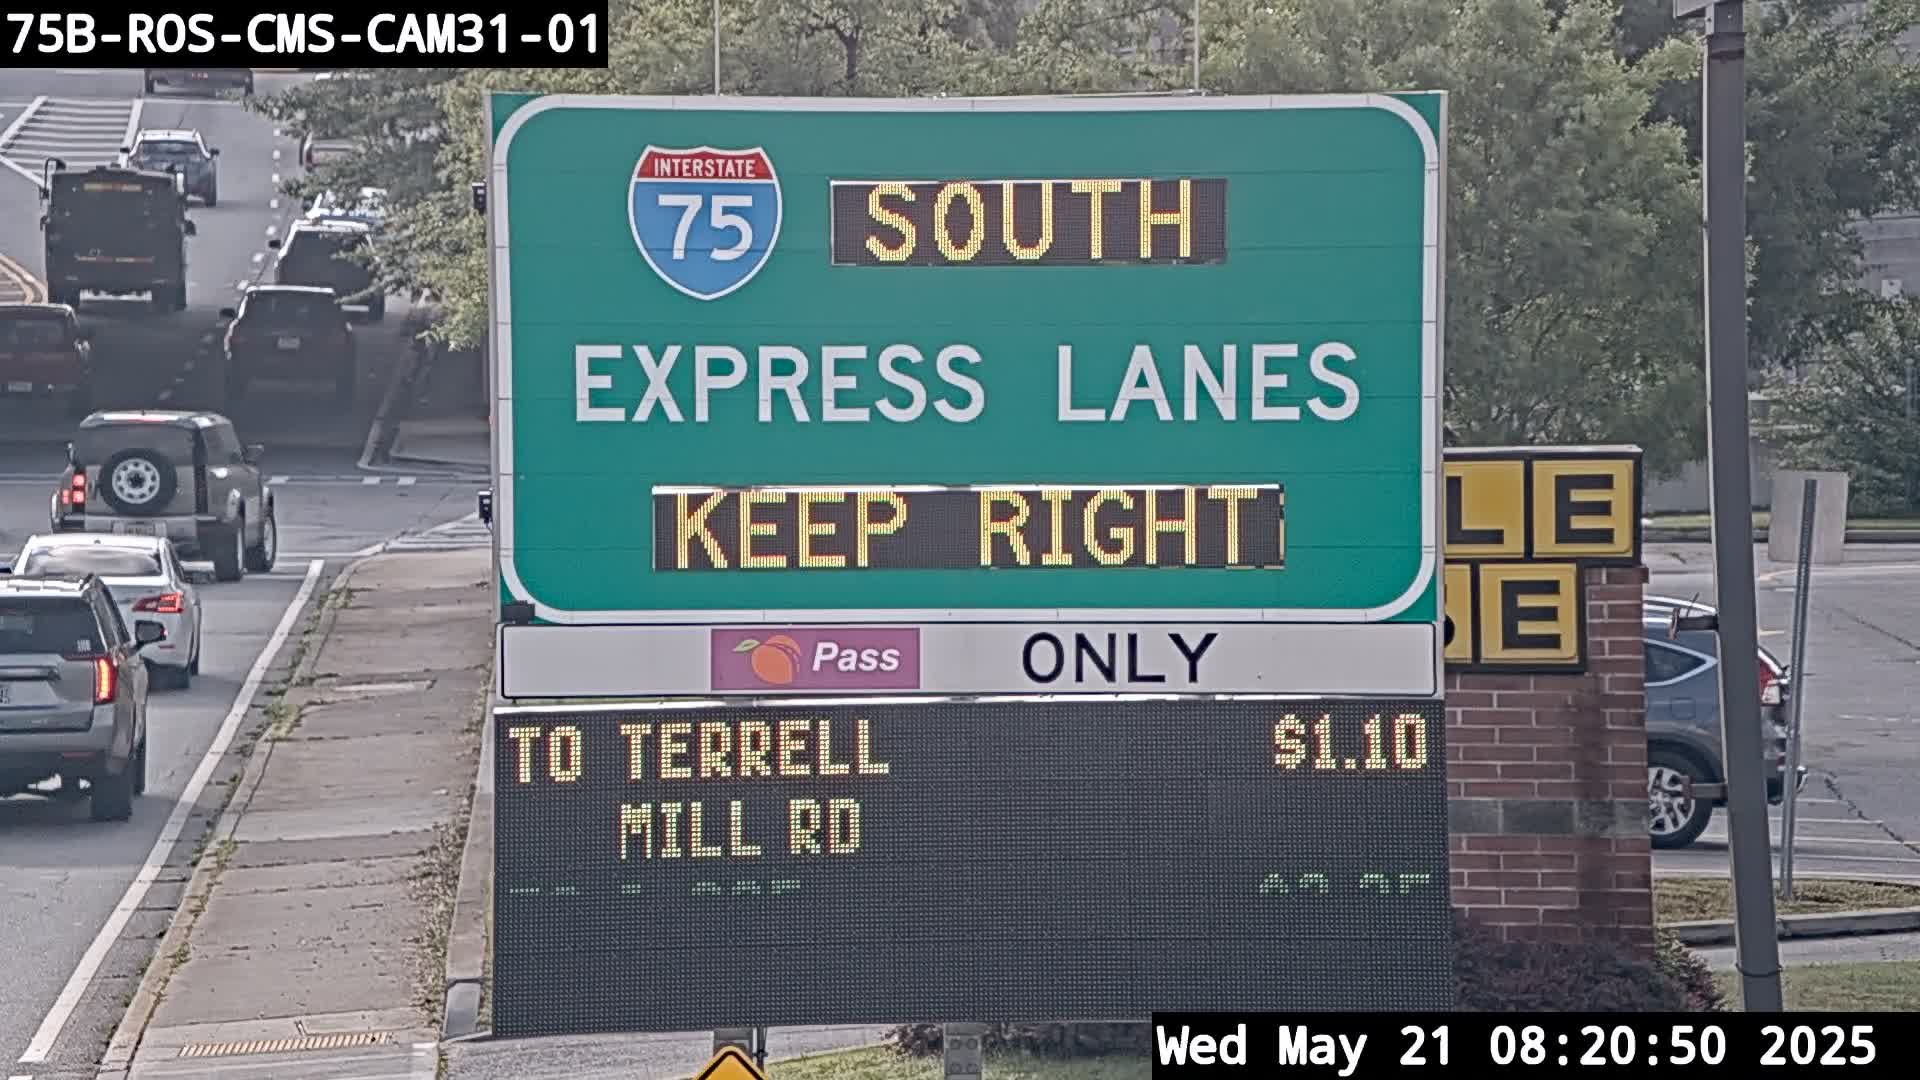 75B-ROS-CMS-CAM31-01
INTERSTATE
75
SOUTH
EXPRESS LANES
KEEP RIGHT
LE
E
Pass ONLY
TO TERRELL $1.10
MILL RD
Wed May 21 08:20:50 2025